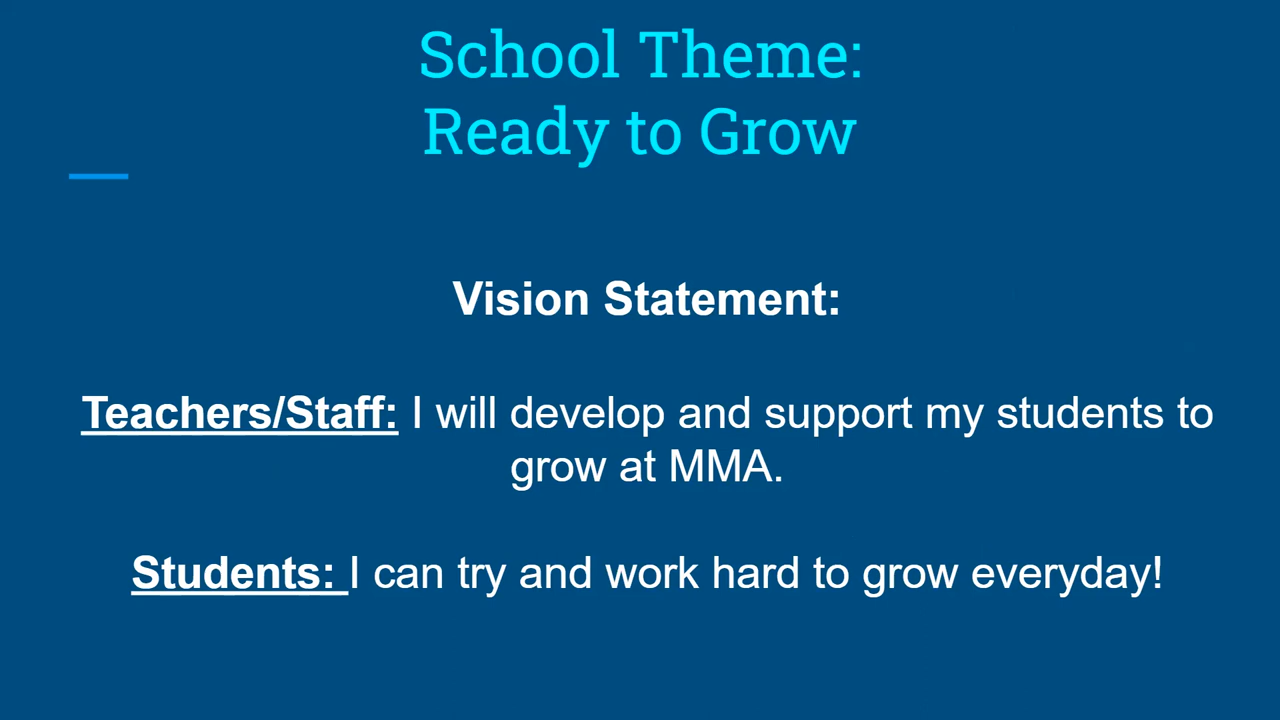 School Theme:
Ready to Grow
Vision Statement:
Teachers/Staff: I will develop and support my students to
grow at MMA.
Students: I can try and work hard to grow everyday!